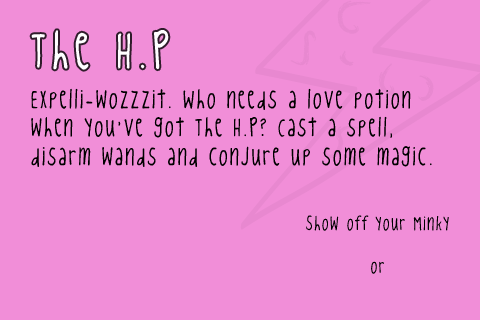 The H.P
Expelli-Wozzzit. Who needs a love potion
when you've got The H.P? Cast a spell,
disarm wands and conjure up some magic.
Show off your Minky
or